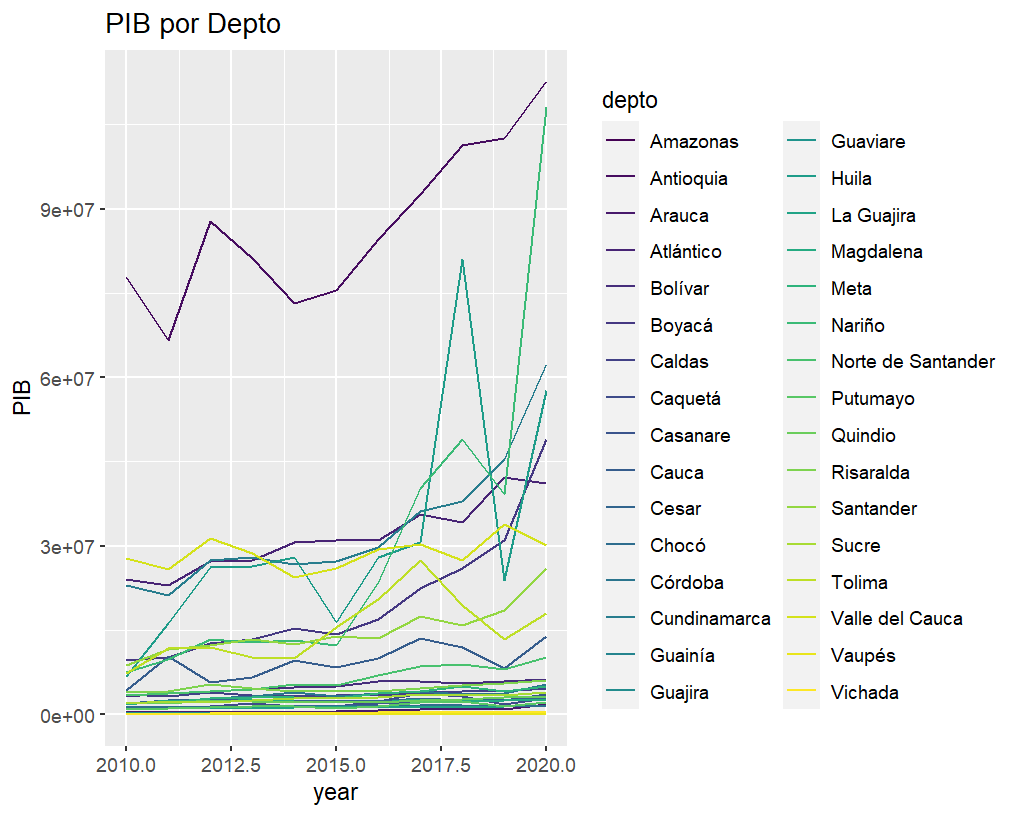 PIB por Depto
PIB
9e+07
6e+07
3e+07
0e+00
2010.0 2012.5 2015.0 2017.5 2020.0
year
depto
Amazonas
Antioquia
Arauca
Atlántico
Bolívar
Boyacá
Caldas
Caquetá
Casanare
Cauca
Cesar
Chocó
Córdoba
Cundinamarca
Guainía
Guajira
Guaviare
Huila
La Guajira
Magdalena
Meta
Nariño
Norte de Santander
Putumayo
Quindio
Risaralda
Santander
Sucre
Tolima
Valle del Cauca
Vaupés
Vichada